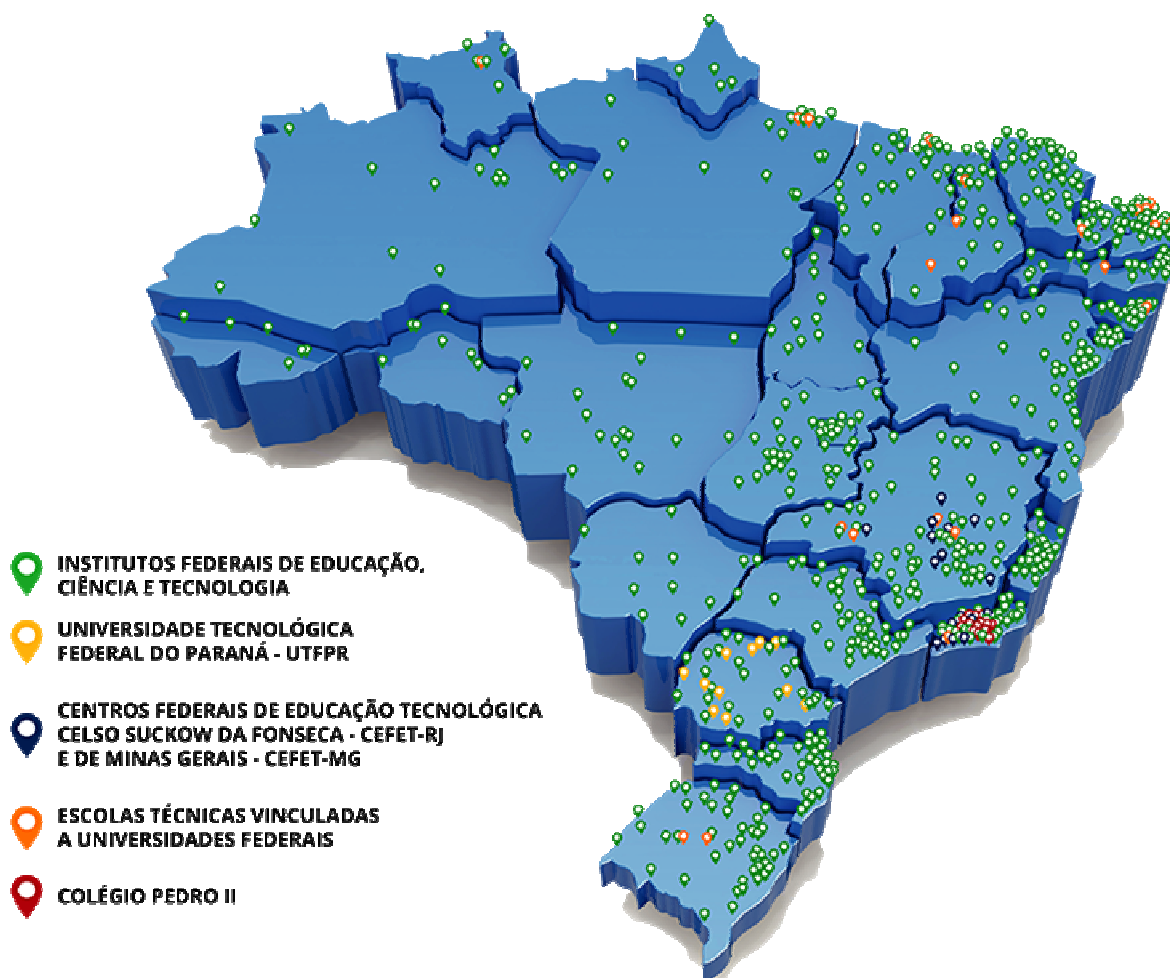 INSTITUTOS FEDERAIS DE EDUCAÇÃO,
CIÊNCIA E TECNOLOGIA
UNIVERSIDADE TECNOLÓGICA
FEDERAL DO PARANÁ - UTFPR
CENTROS FEDERAIS DE EDUCAÇÃO TECNOLÓGICA
CELSO SUCKOW DA FONSECA - CEFET-RJ
E DE MINAS GERAIS - CEFET-MG
ESCOLAS TÉCNICAS VINCULADAS
A UNIVERSIDADES FEDERAIS
COLÉGIO PEDRO II